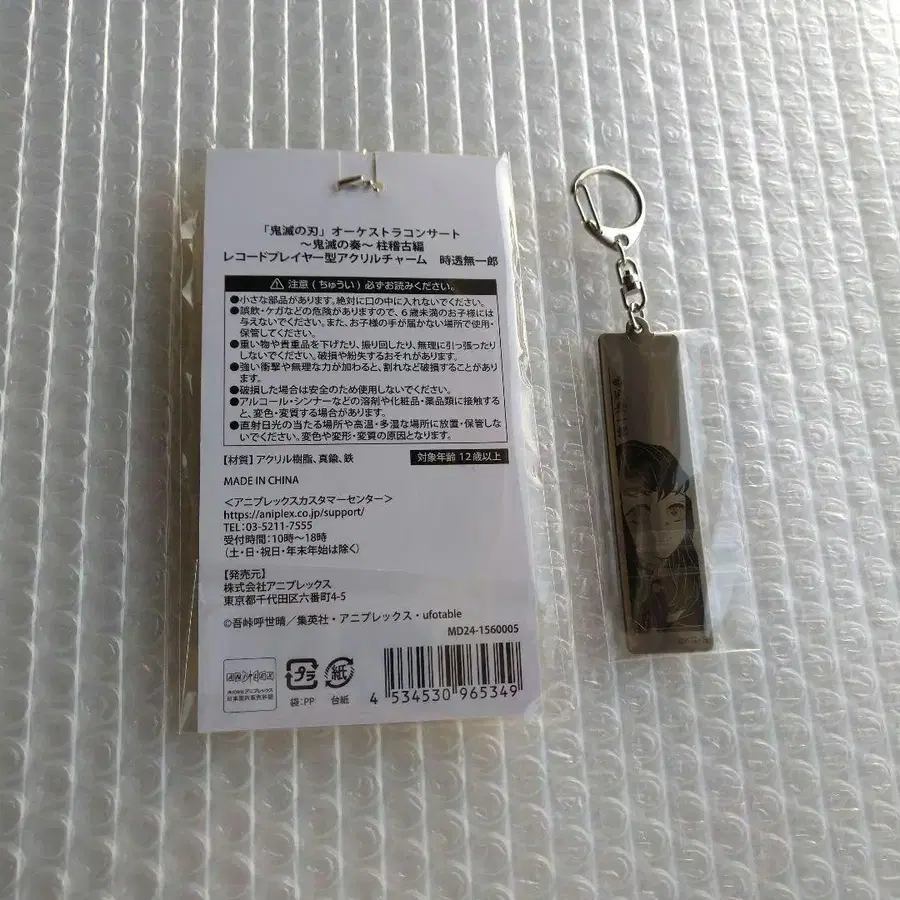 「鬼滅の刃」オーケストラコンサート
～鬼滅の奏～ 柱稽古編
レコードプレイヤー型アクリルチャーム　時透無一郎
注意（ちゅうい）必ずお読みください。
●小さな部品があります。絶対に口の中に入れないでください。
●誤飲・ケガなどの危険がありますので、6歳未満のお子様には
与えないでください。また、お子様の手が届かない場所で使用・
保管してください。
●重い物や貴重品を下げたり、振り回したり、無理に引っ張ったり
しないでください。破損や紛失するおそれがあります。
●強い衝撃や無理な力が加わると、割れなど破損することがあり
ます。
●破損した場合は安全のため使用しないでください。
●アルコール・シンナーなどの溶剤や化粧品・薬品類に接触する
と、変色・変質する場合があります。
●直射日光の当たる場所や高温・多湿な場所に放置・保管しな
いでください。変色や変形・変質の原因となります。
【材質】アクリル樹脂、真鍮、鉄
対象年齢12歳以上
MADE IN CHINA
＜アニプレックスカスタマーセンター＞
https://aniplex.co.jp/support/
TEL：03-5211-7555
受付時間：10時～18時
（土・日・祝日・年末年始は除く）
【発売元】
株式会社アニプレックス
東京都千代田区六番町4-5
©吾峠呼世晴／集英社・アニプレックス・ufotable
MD24-1560005
ANIPLEX
プラ
袋：PP
紙
台紙
4 534530 965349